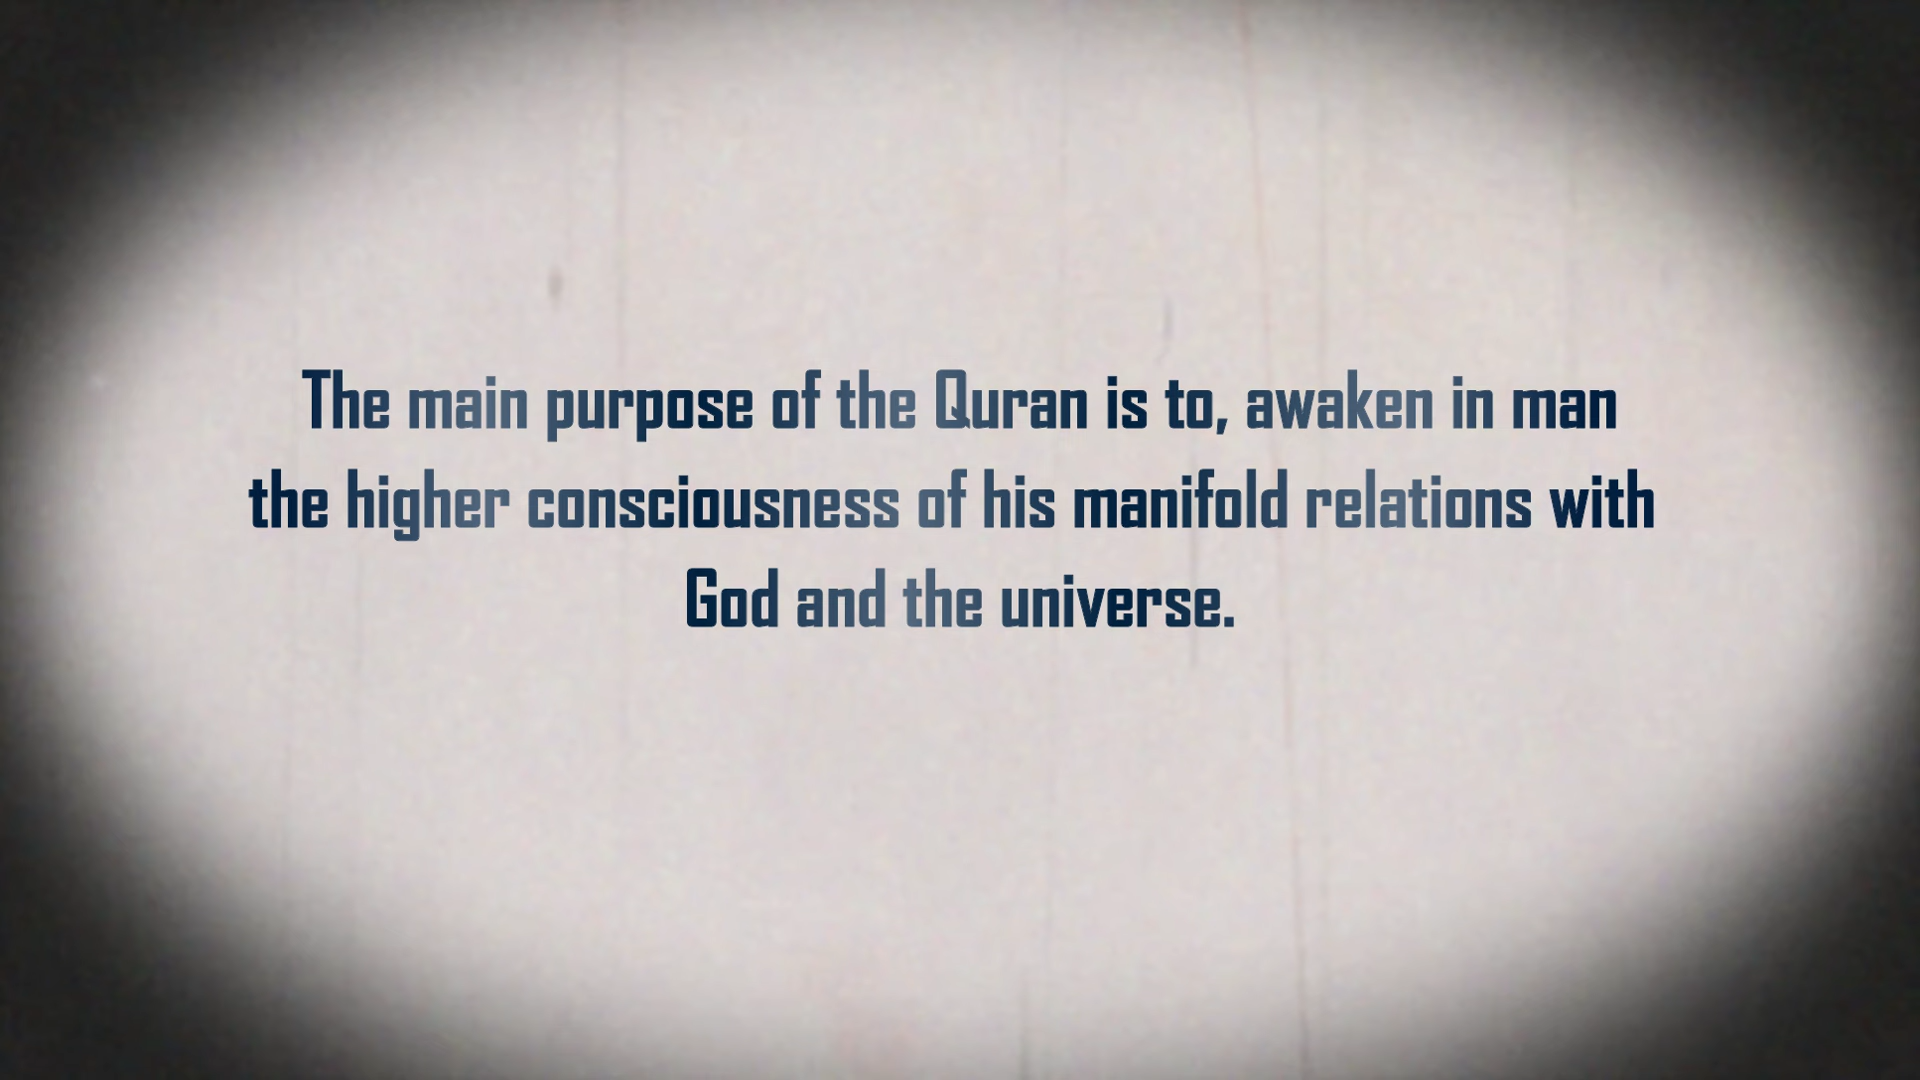 The main purpose of the Quran is to, awaken in man
the higher consciousness of his manifold relations with
God and the universe.